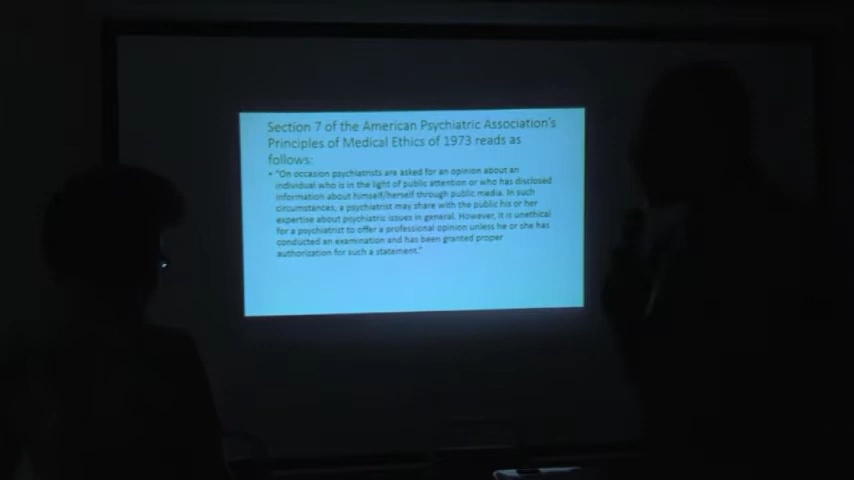 Section 7 of the American Psychiatric Association's
Principles of Medical Ethics of 1973 reads as
follows:
• "On occasion psychiatrists are asked for an opinion about an
individual who is in the light of public attention or who has disclosed
information about himself/herself through public media. In such
circumstances, a psychiatrist may share with the public his or her
expertise about psychiatric issues in general. However, it is unethical
for a psychiatrist to offer a professional opinion unless he or she has
conducted an examination and has been granted proper
authorization for such a statement."